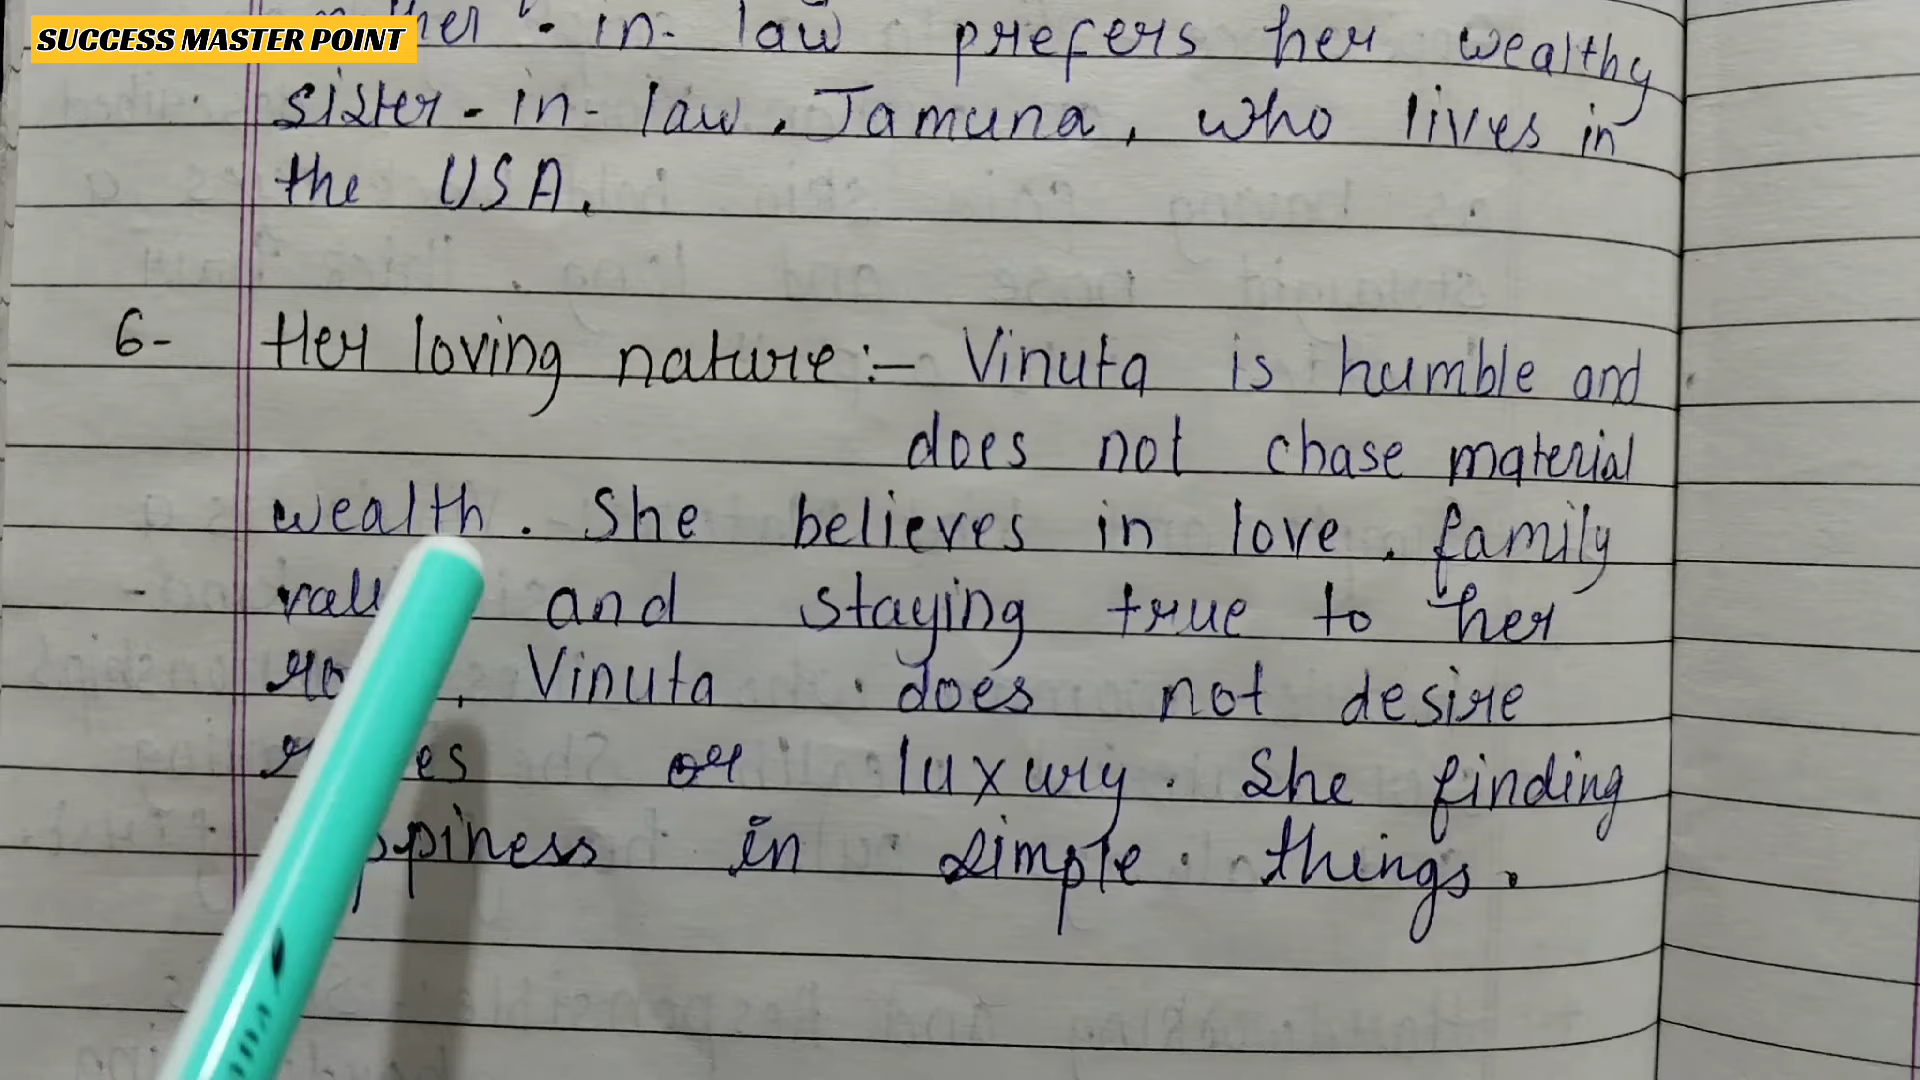 SUCCESS MASTER POINT
-in-law prefers her wealthy
sister-in-law. Jamuna, who lives in
the USA.
6- Her loving nature:- Vinuta is humble and
does not chase material
wealth. She believes in love, family
and staying true to her
Vinuta does not desire
or luxury. She finding
in simple things.